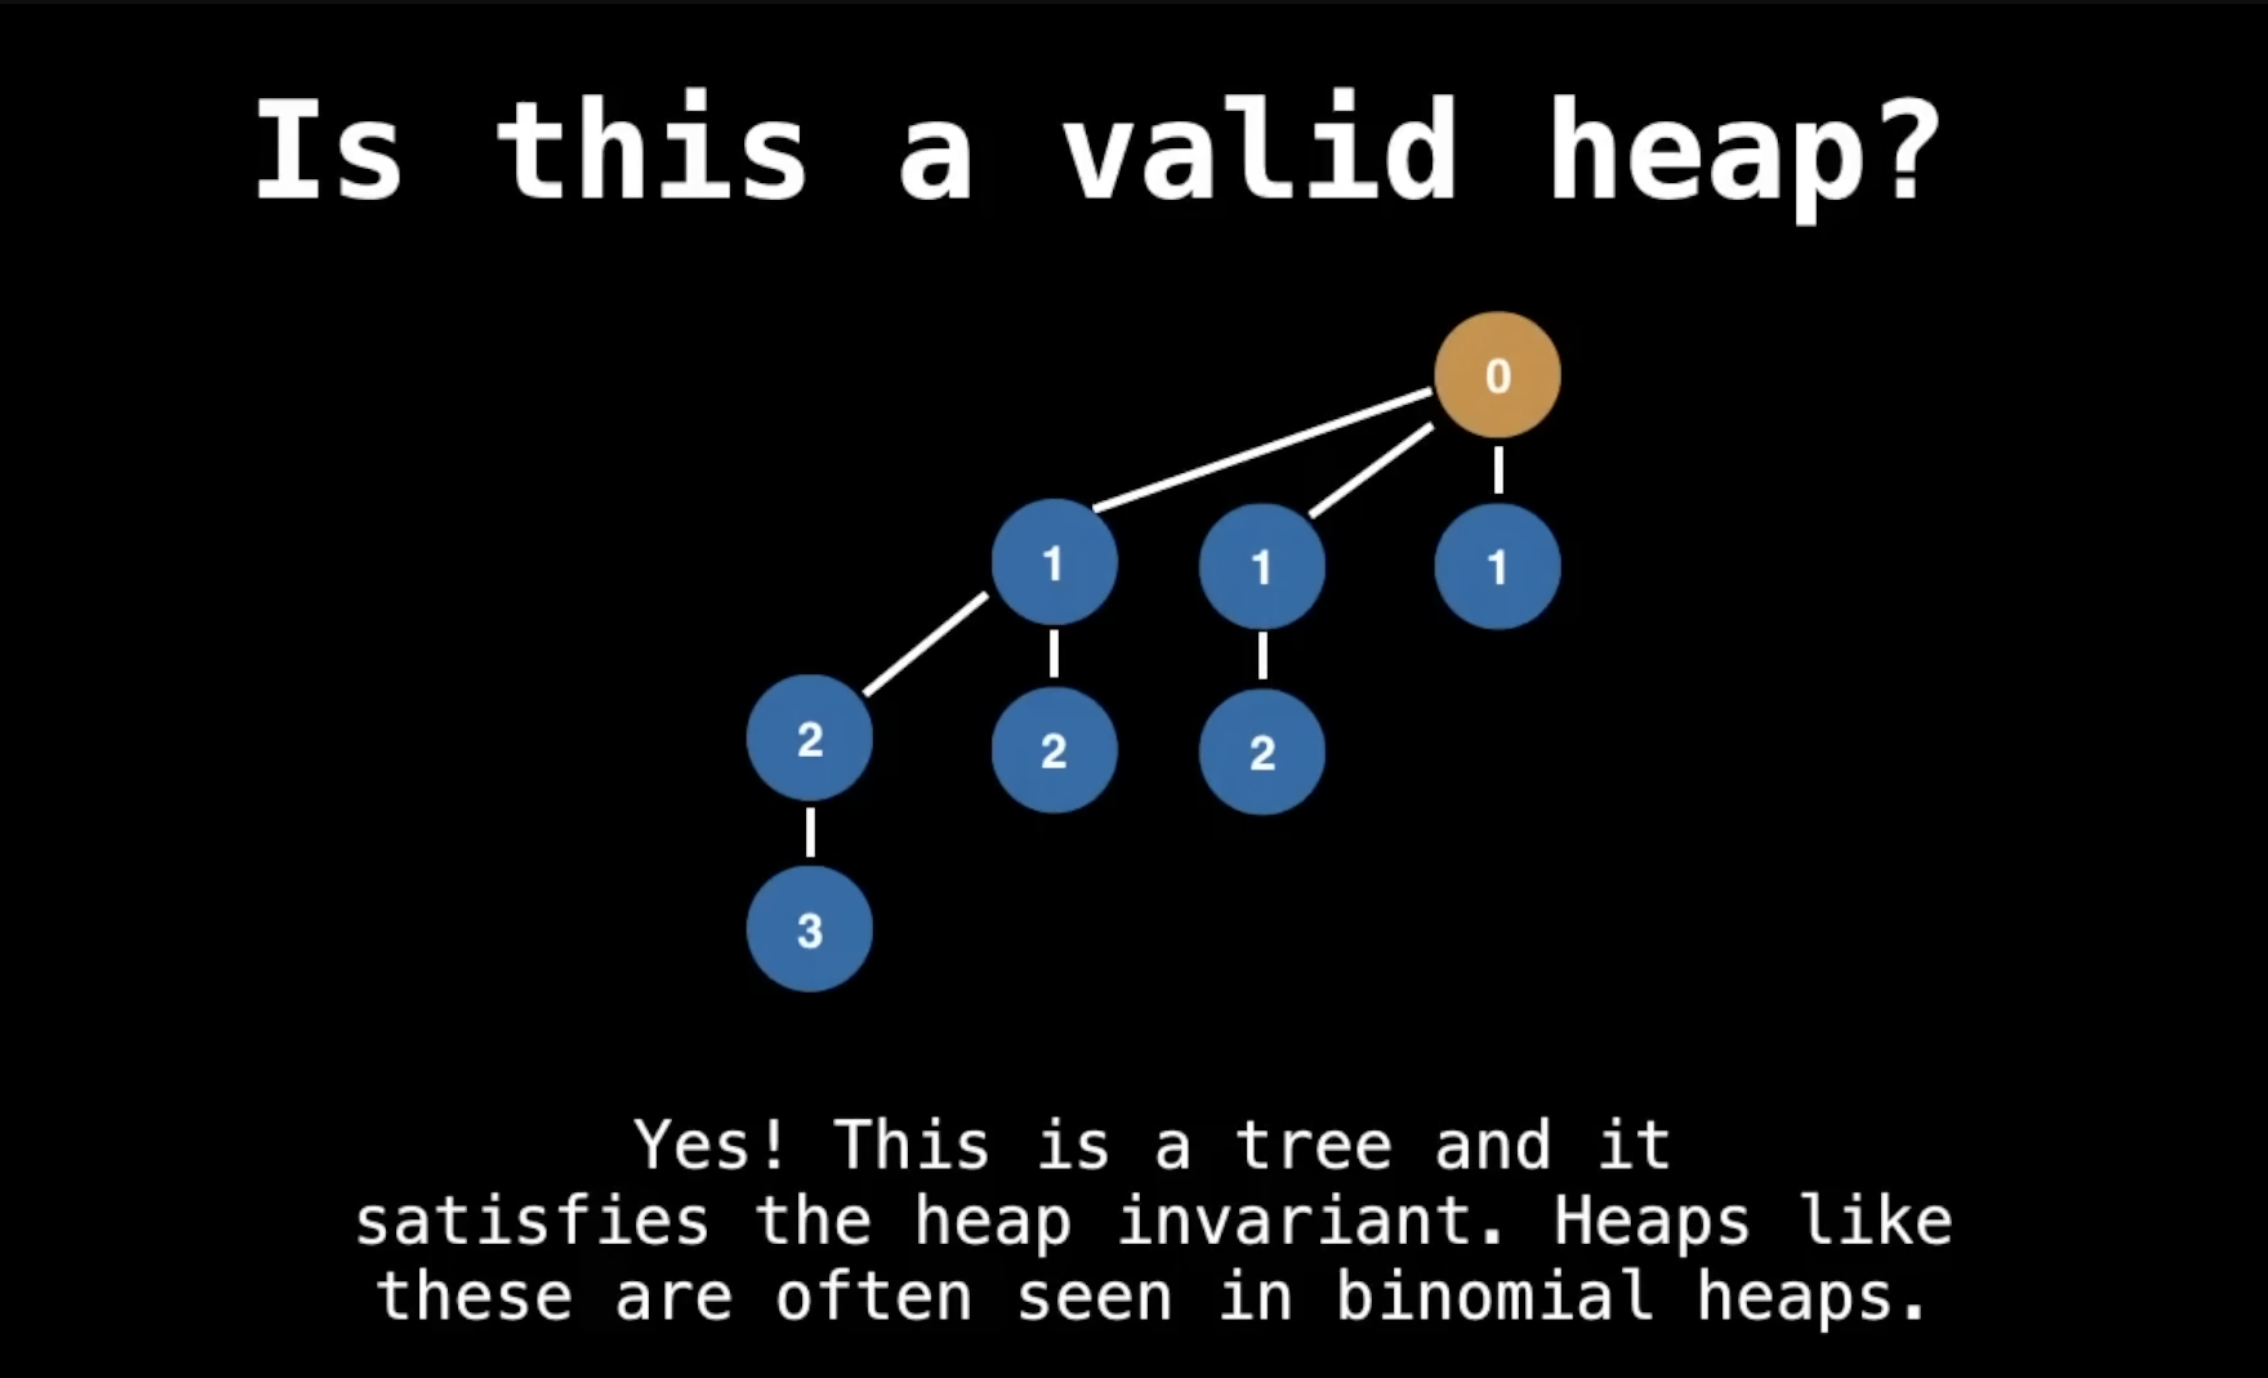 Is this a valid heap?
0
1 1 1
2 2 2
3
Yes! This is a tree and it
satisfies the heap invariant. Heaps like
these are often seen in binomial heaps.